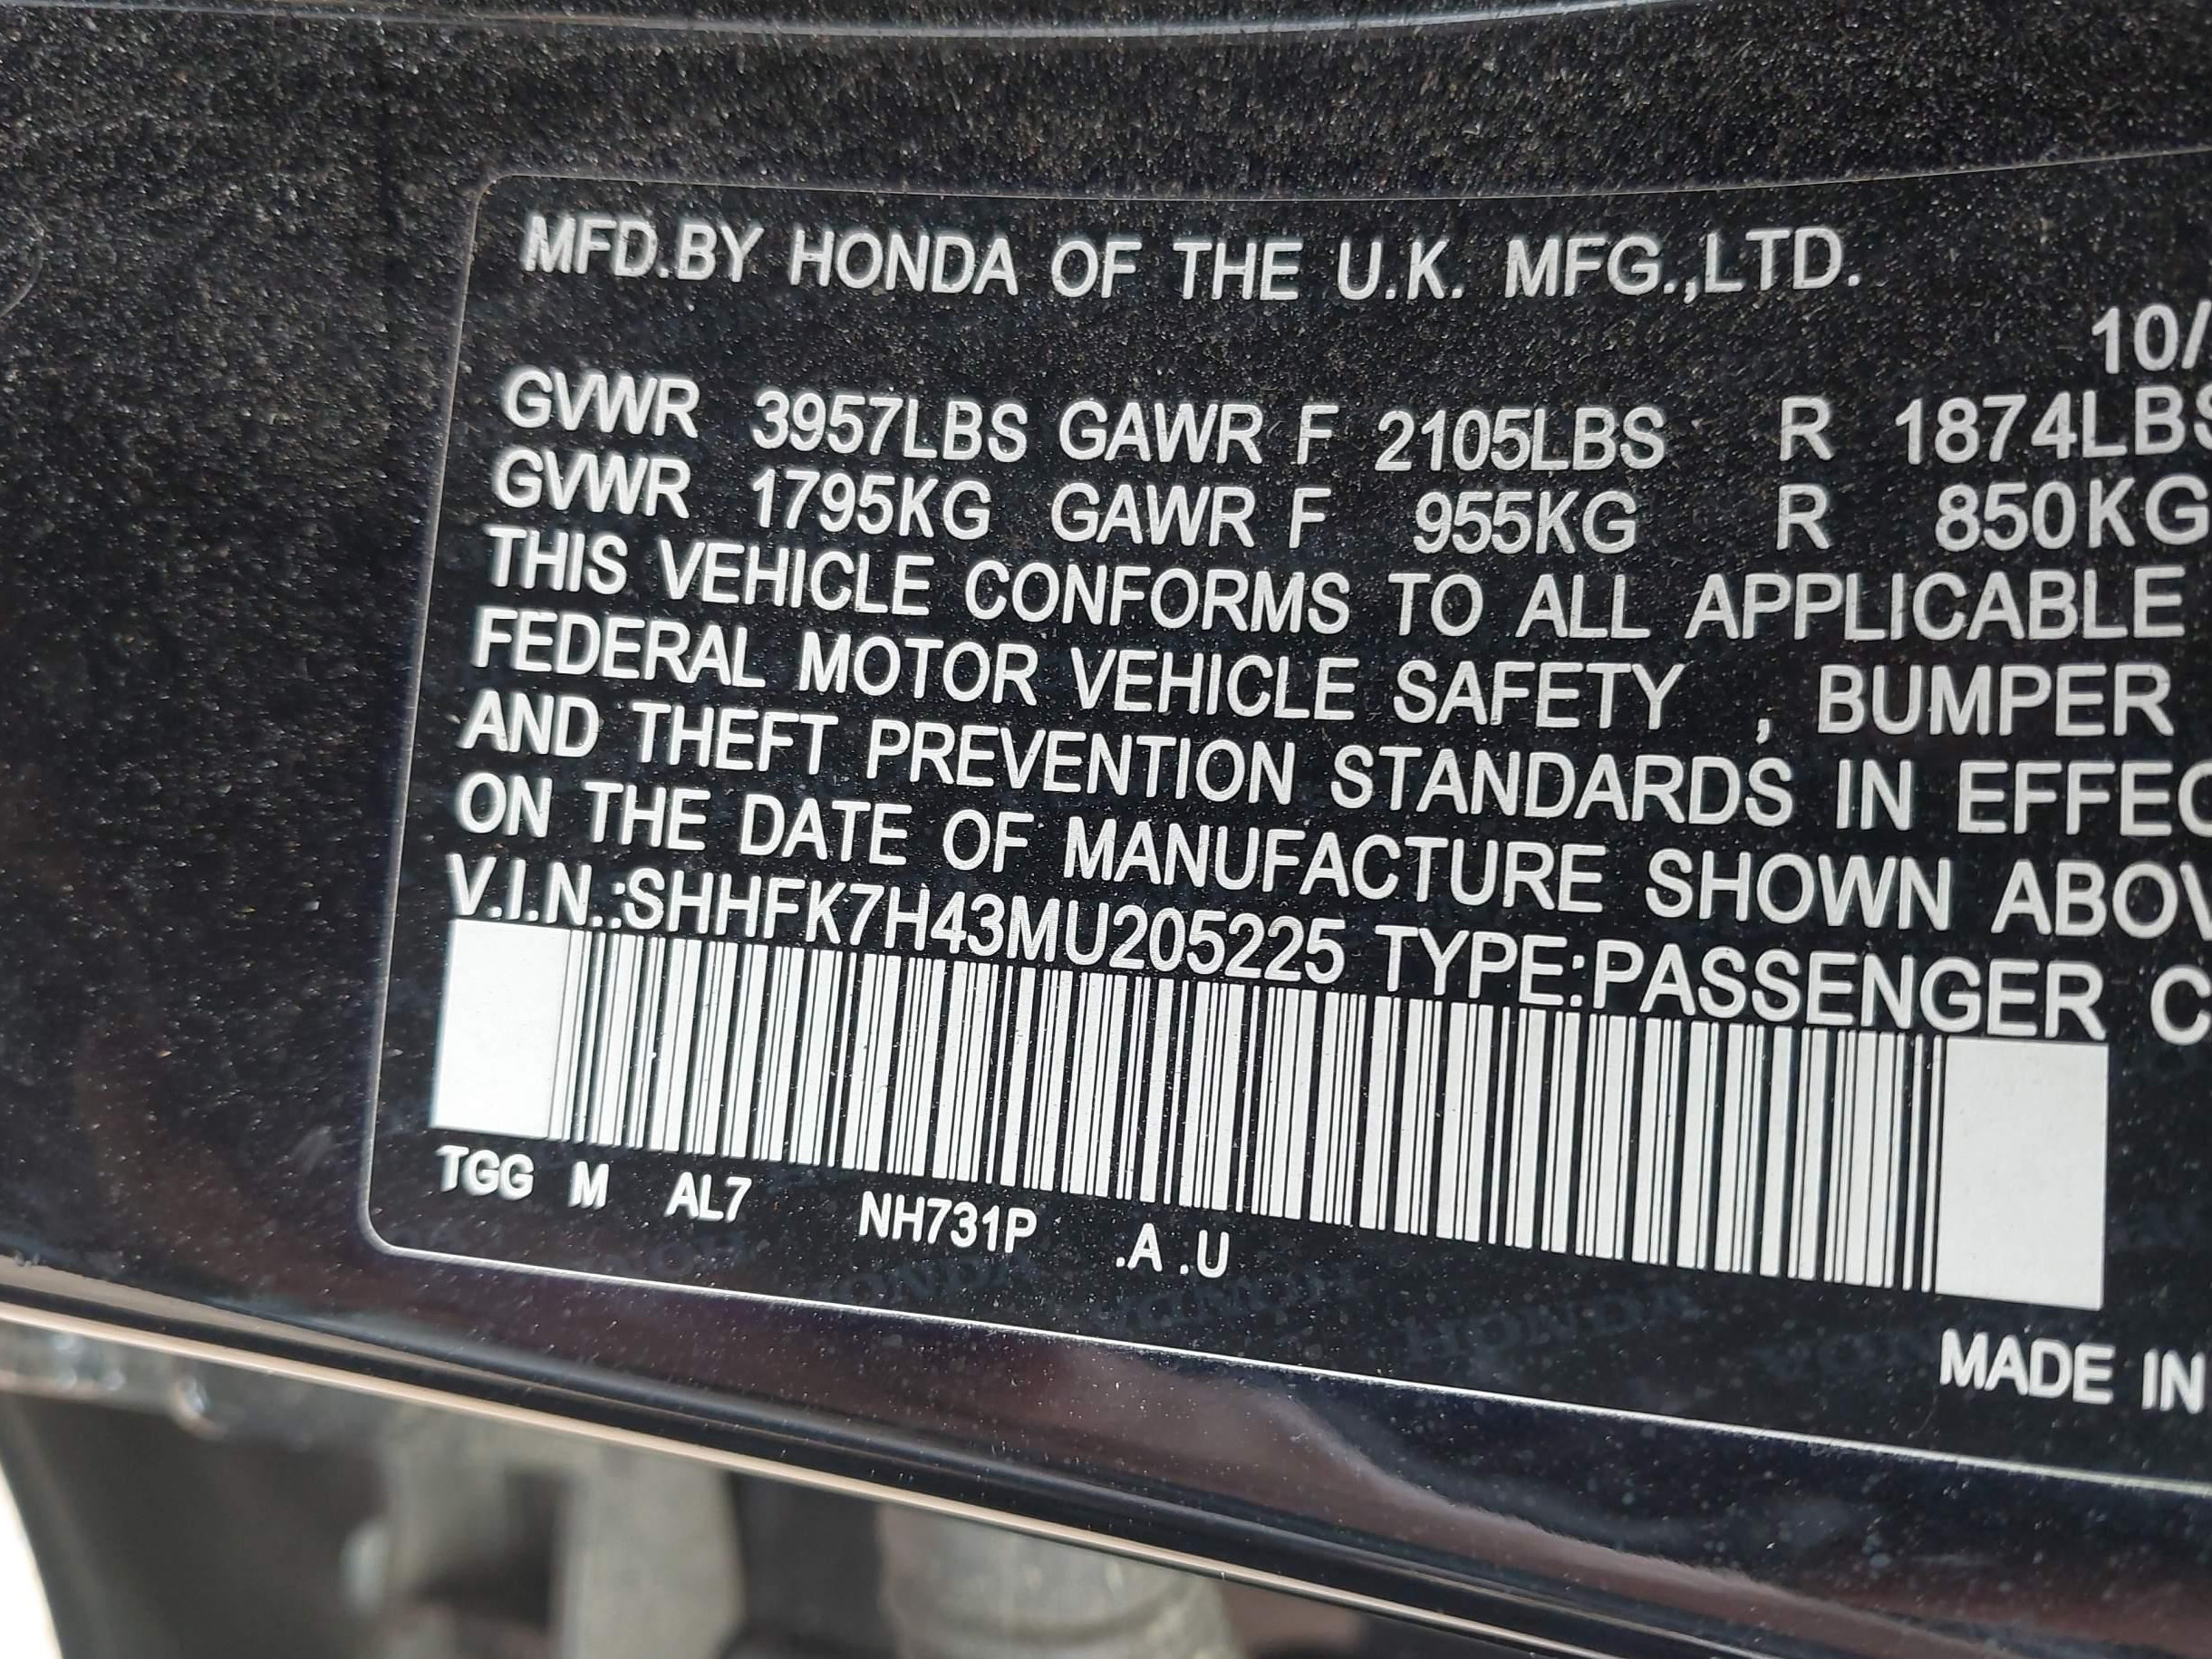 MFD.BY HONDA OF THE U.K. MFG.,LTD.
10/
GVWR 3957LBS GAWR F 2105LBS R 1874LBS
GVWR 1795KG GAWR F 955KG R 850KG
THIS VEHICLE CONFORMS TO ALL APPLICABLE
FEDERAL MOTOR VEHICLE SAFETY , BUMPER
AND THEFT PREVENTION STANDARDS IN EFFEC
ON THE DATE OF MANUFACTURE SHOWN ABOV
V.I.N.:SHHFK7H43MU205225 TYPE:PASSENGER C
TGG M AL7 NH731P .A .U
MADE IN